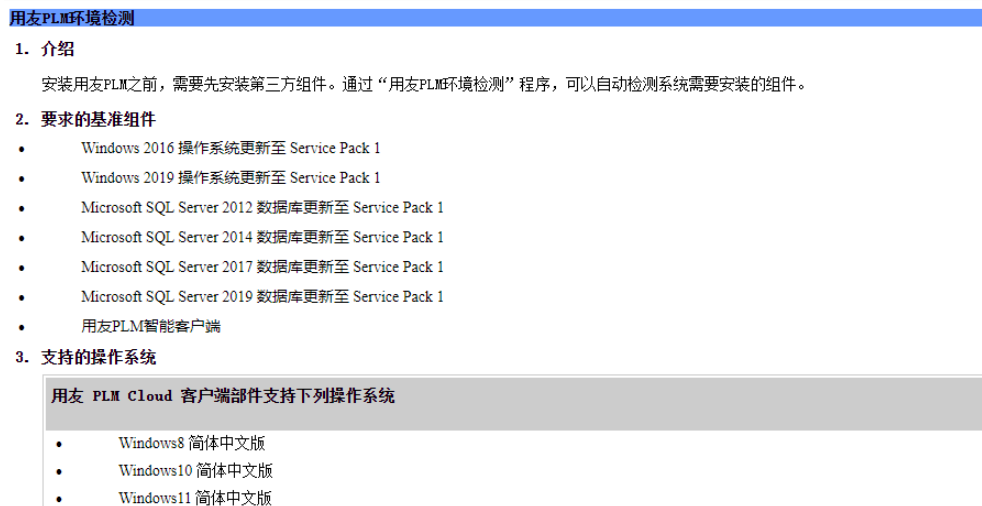 用友PLM环境检测
1. 介绍
安装用友PLM之前，需要先安装第三方组件。通过“用友PLM环境检测”程序，可以自动检测系统需要安装的组件。
2. 要求的基准组件
• Windows 2016 操作系统更新至 Service Pack 1
• Windows 2019 操作系统更新至 Service Pack 1
• Microsoft SQL Server 2012 数据库更新至 Service Pack 1
• Microsoft SQL Server 2014 数据库更新至 Service Pack 1
• Microsoft SQL Server 2017 数据库更新至 Service Pack 1
• Microsoft SQL Server 2019 数据库更新至 Service Pack 1
• 用友PLM智能客户端
3. 支持的操作系统
用友 PLM Cloud 客户端部件支持下列操作系统
• Windows8 简体中文版
• Windows10 简体中文版
• Windows11 简体中文版